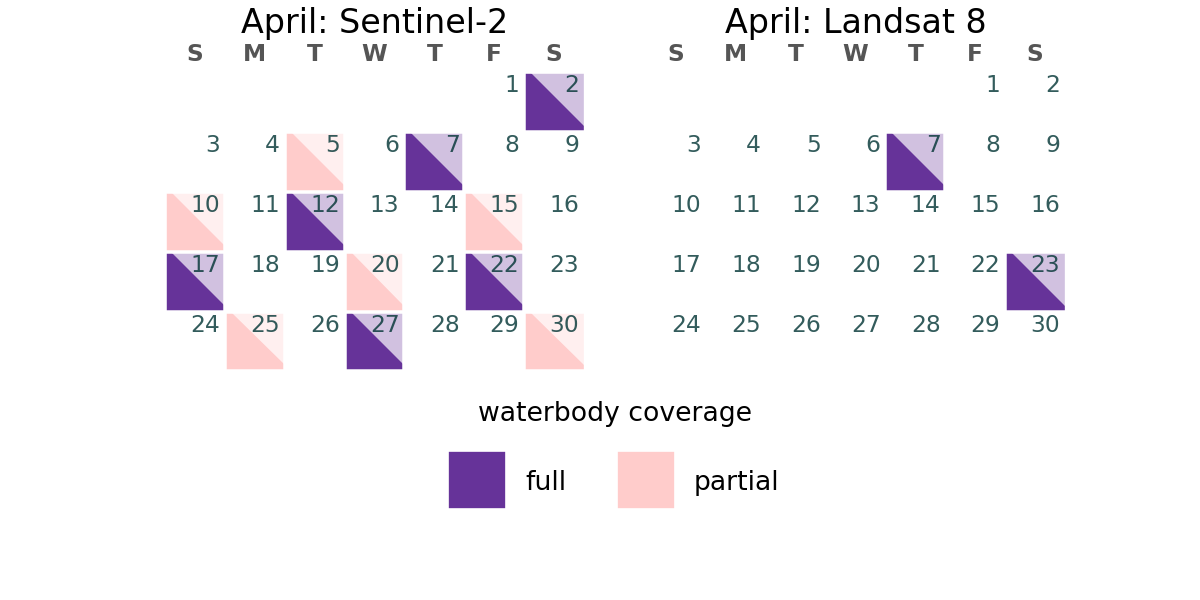 April: Sentinel-2
S M T W T F S
1 2
3 4 5 6 7 8 9
10 11 12 13 14 15 16
17 18 19 20 21 22 23
24 25 26 27 28 29 30
April: Landsat 8
S M T W T F S
1 2
3 4 5 6 7 8 9
10 11 12 13 14 15 16
17 18 19 20 21 22 23
24 25 26 27 28 29 30
waterbody coverage
full
partial